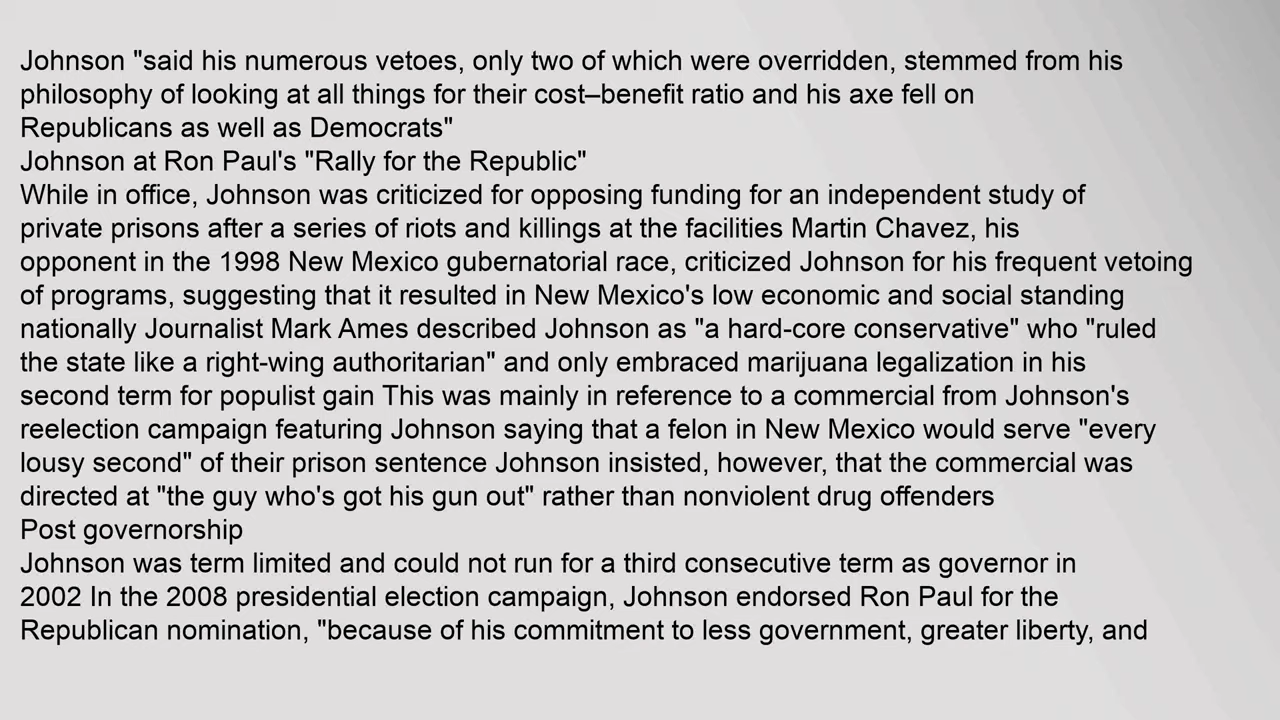 Johnson "said his numerous vetoes, only two of which were overridden, stemmed from his
philosophy of looking at all things for their cost–benefit ratio and his axe fell on
Republicans as well as Democrats"
Johnson at Ron Paul's "Rally for the Republic"
While in office, Johnson was criticized for opposing funding for an independent study of
private prisons after a series of riots and killings at the facilities Martin Chavez, his
opponent in the 1998 New Mexico gubernatorial race, criticized Johnson for his frequent vetoing
of programs, suggesting that it resulted in New Mexico's low economic and social standing
nationally Journalist Mark Ames described Johnson as "a hard-core conservative" who "ruled
the state like a right-wing authoritarian" and only embraced marijuana legalization in his
second term for populist gain This was mainly in reference to a commercial from Johnson's
reelection campaign featuring Johnson saying that a felon in New Mexico would serve "every
lousy second" of their prison sentence Johnson insisted, however, that the commercial was
directed at "the guy who's got his gun out" rather than nonviolent drug offenders
Post governorship
Johnson was term limited and could not run for a third consecutive term as governor in
2002 In the 2008 presidential election campaign, Johnson endorsed Ron Paul for the
Republican nomination, "because of his commitment to less government, greater liberty, and